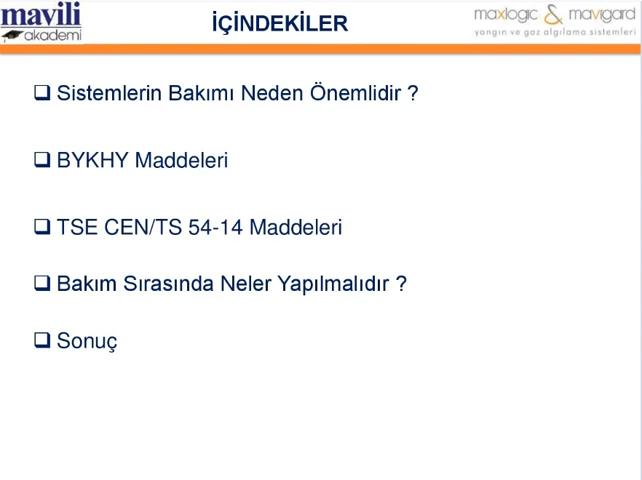 mavili
akademi
İÇİNDEKİLER
maxlogic & mavigard
yangın ve gaz algılama sistemleri
Sistemlerin Bakımı Neden Önemlidir ?
BYKHY Maddeleri
TSE CEN/TS 54-14 Maddeleri
Bakım Sırasında Neler Yapılmalıdır ?
Sonuç